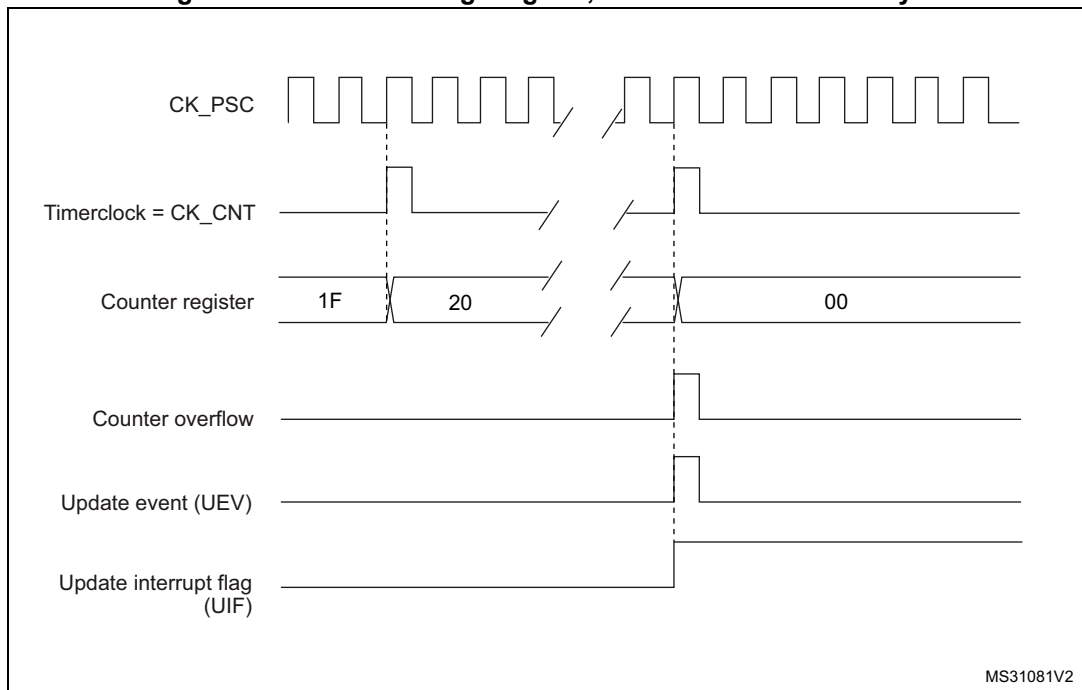 CK_PSC
Timerclock = CK_CNT
Counter register
1F
20
00
Counter overflow
Update event (UEV)
Update interrupt flag
(UIF)
MS31081V2